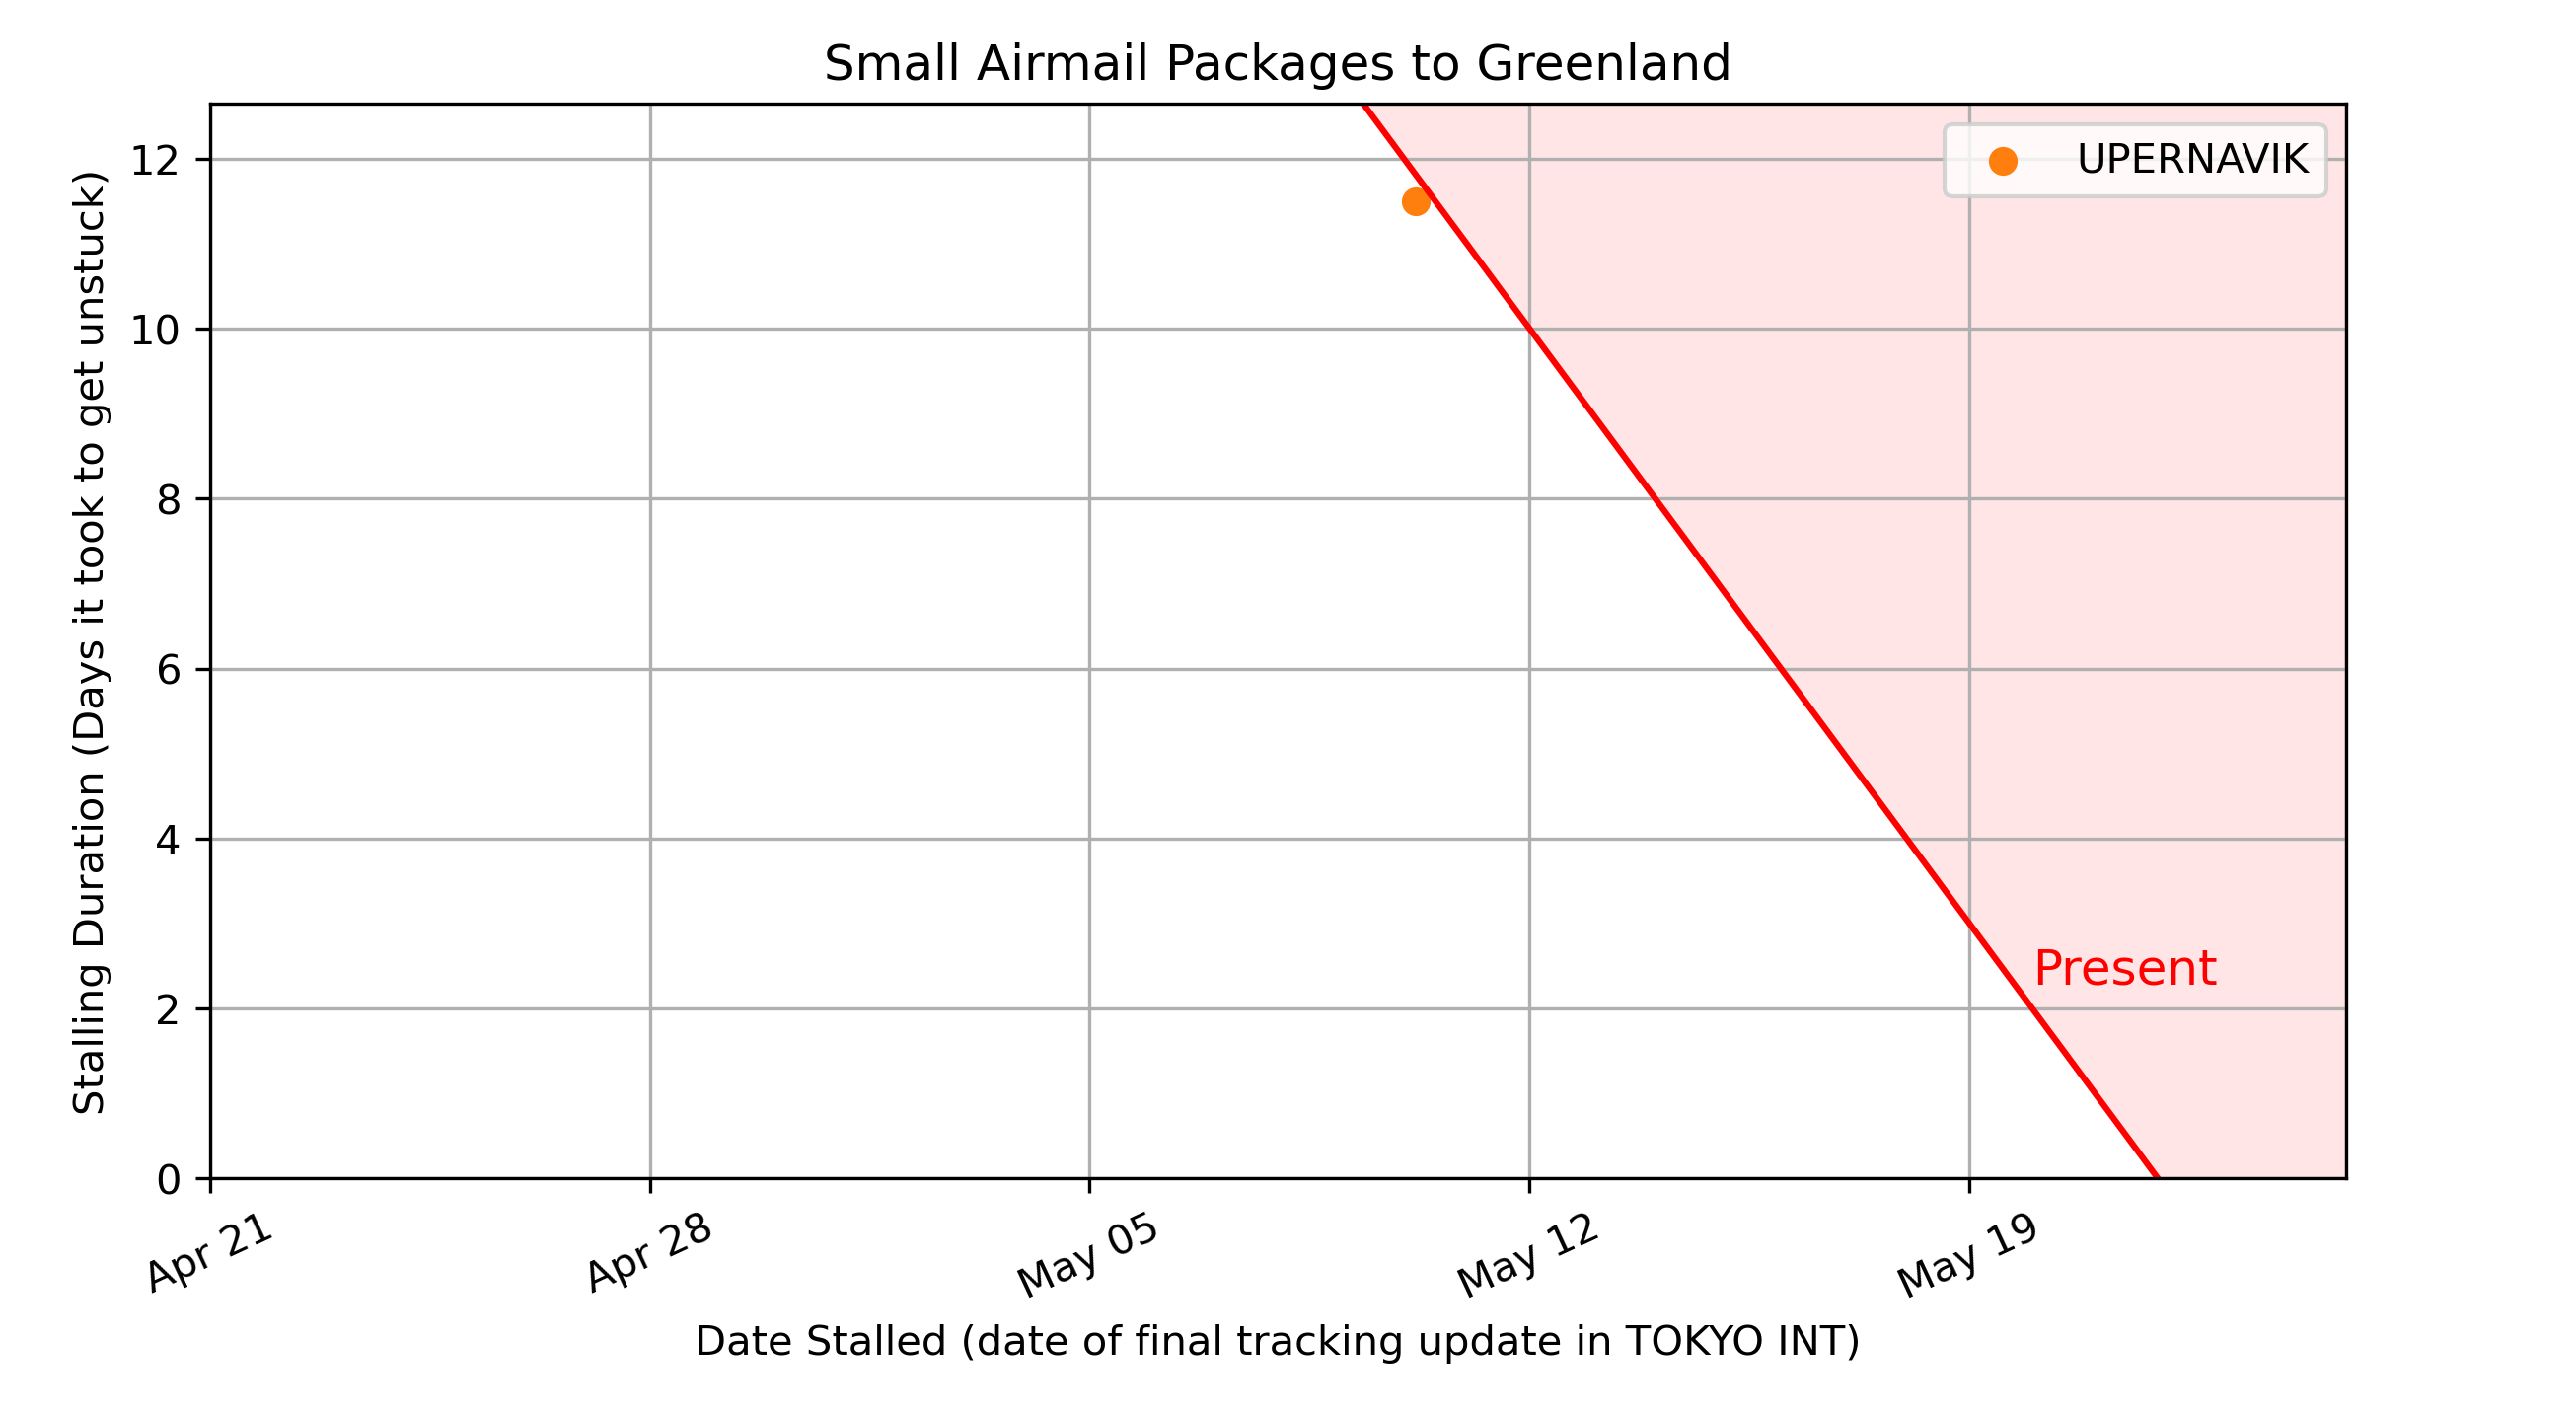 Small Airmail Packages to Greenland
UPERNAVIK
Stalling Duration (Days it took to get unstuck)
12
10
8
6
4
2
0
Present
Apr 21
Apr 28
May 05
May 12
May 19
Date Stalled (date of final tracking update in TOKYO INT)